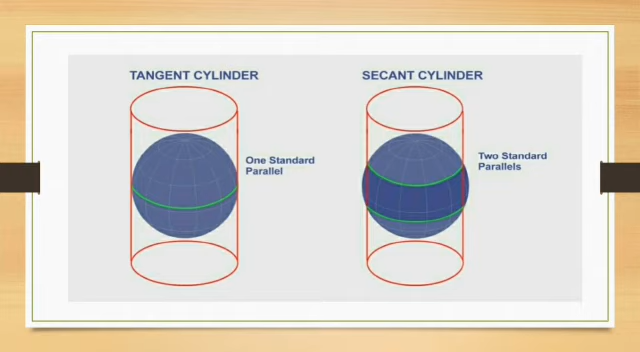 TANGENT CYLINDER
SECANT CYLINDER
One Standard
Parallel
Two Standard
Parallels